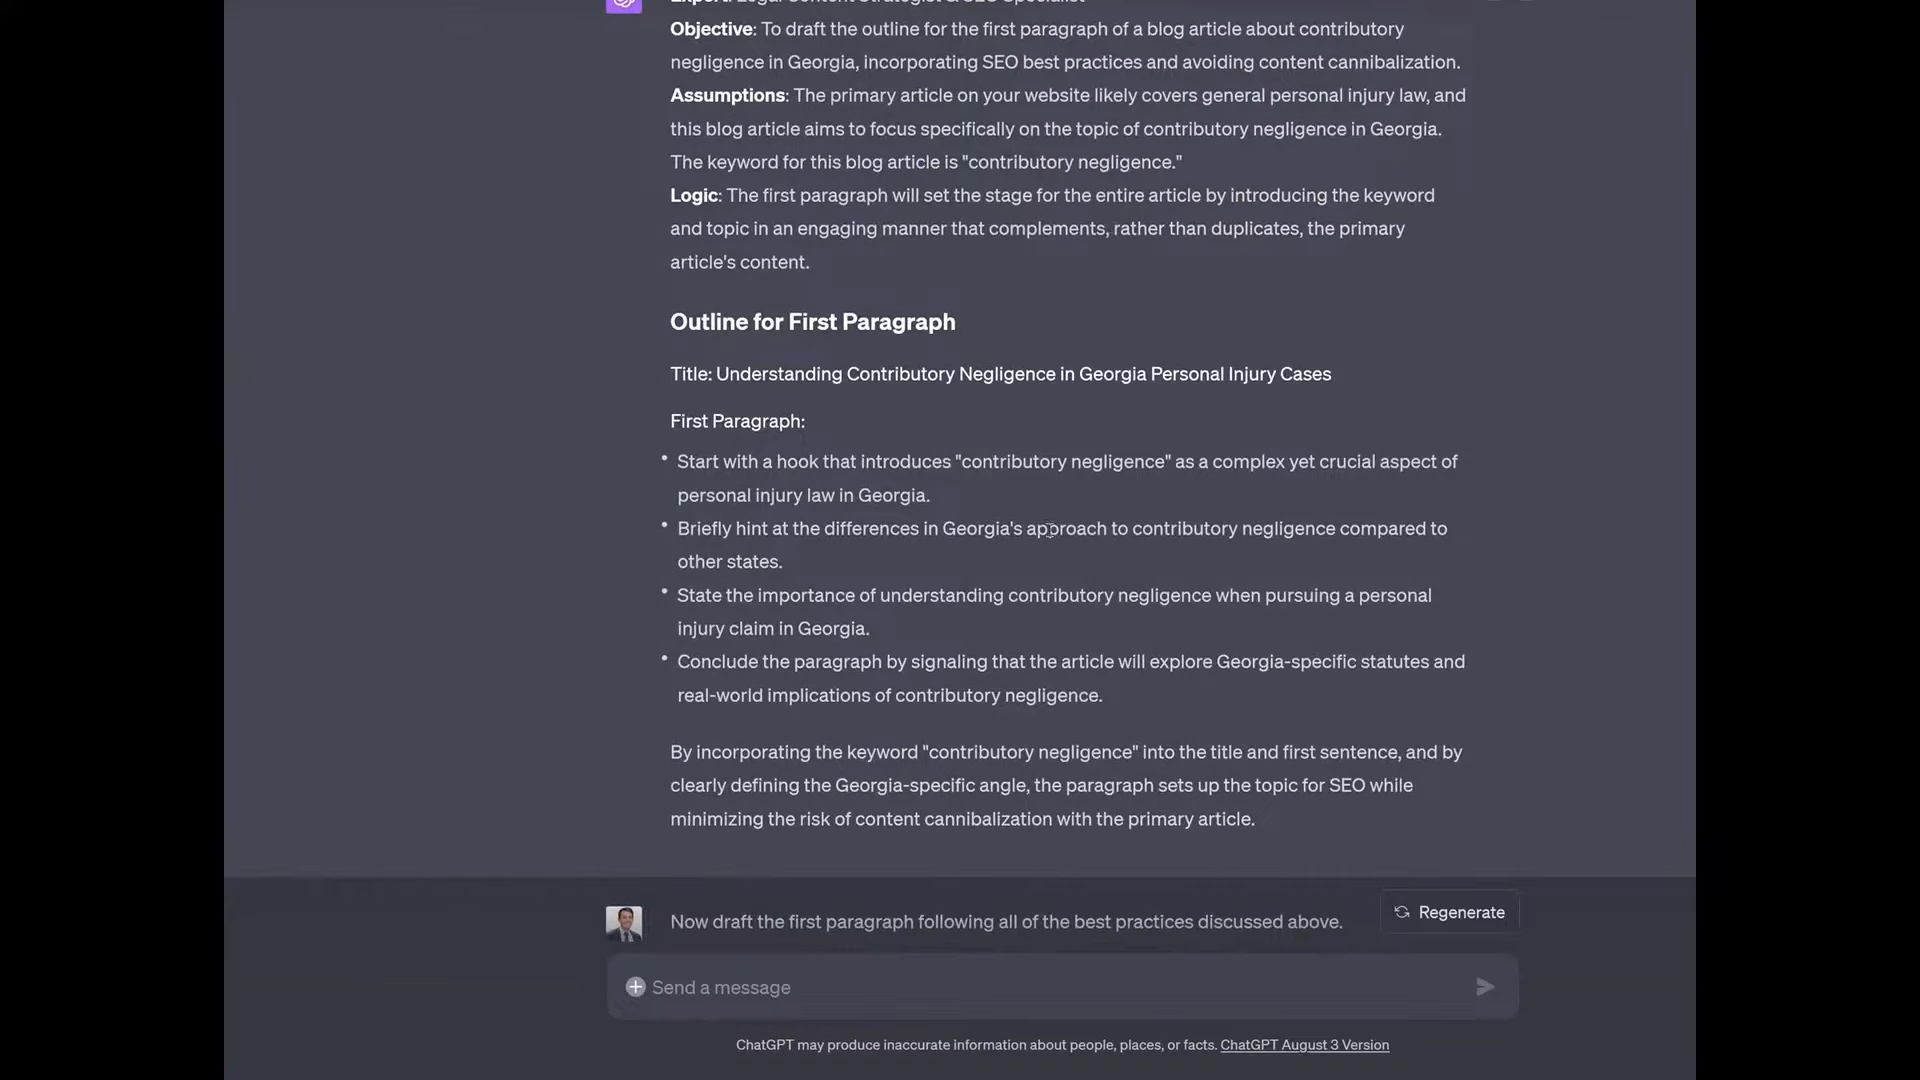 Expert: Legal Content Strategist & SEO Specialist
Objective: To draft the outline for the first paragraph of a blog article about contributory
negligence in Georgia, incorporating SEO best practices and avoiding content cannibalization.
Assumptions: The primary article on your website likely covers general personal injury law, and
this blog article aims to focus specifically on the topic of contributory negligence in Georgia.
The keyword for this blog article is "contributory negligence."
Logic: The first paragraph will set the stage for the entire article by introducing the keyword
and topic in an engaging manner that complements, rather than duplicates, the primary
article's content.
Outline for First Paragraph
Title: Understanding Contributory Negligence in Georgia Personal Injury Cases
First Paragraph:
• Start with a hook that introduces "contributory negligence" as a complex yet crucial aspect of
personal injury law in Georgia.
• Briefly hint at the differences in Georgia's approach to contributory negligence compared to
other states.
• State the importance of understanding contributory negligence when pursuing a personal
injury claim in Georgia.
• Conclude the paragraph by signaling that the article will explore Georgia-specific statutes and
real-world implications of contributory negligence.
By incorporating the keyword "contributory negligence" into the title and first sentence, and by
clearly defining the Georgia-specific angle, the paragraph sets up the topic for SEO while
minimizing the risk of content cannibalization with the primary article.
Now draft the first paragraph following all of the best practices discussed above.
Regenerate
Send a message
ChatGPT may produce inaccurate information about people, places, or facts. ChatGPT August 3 Version